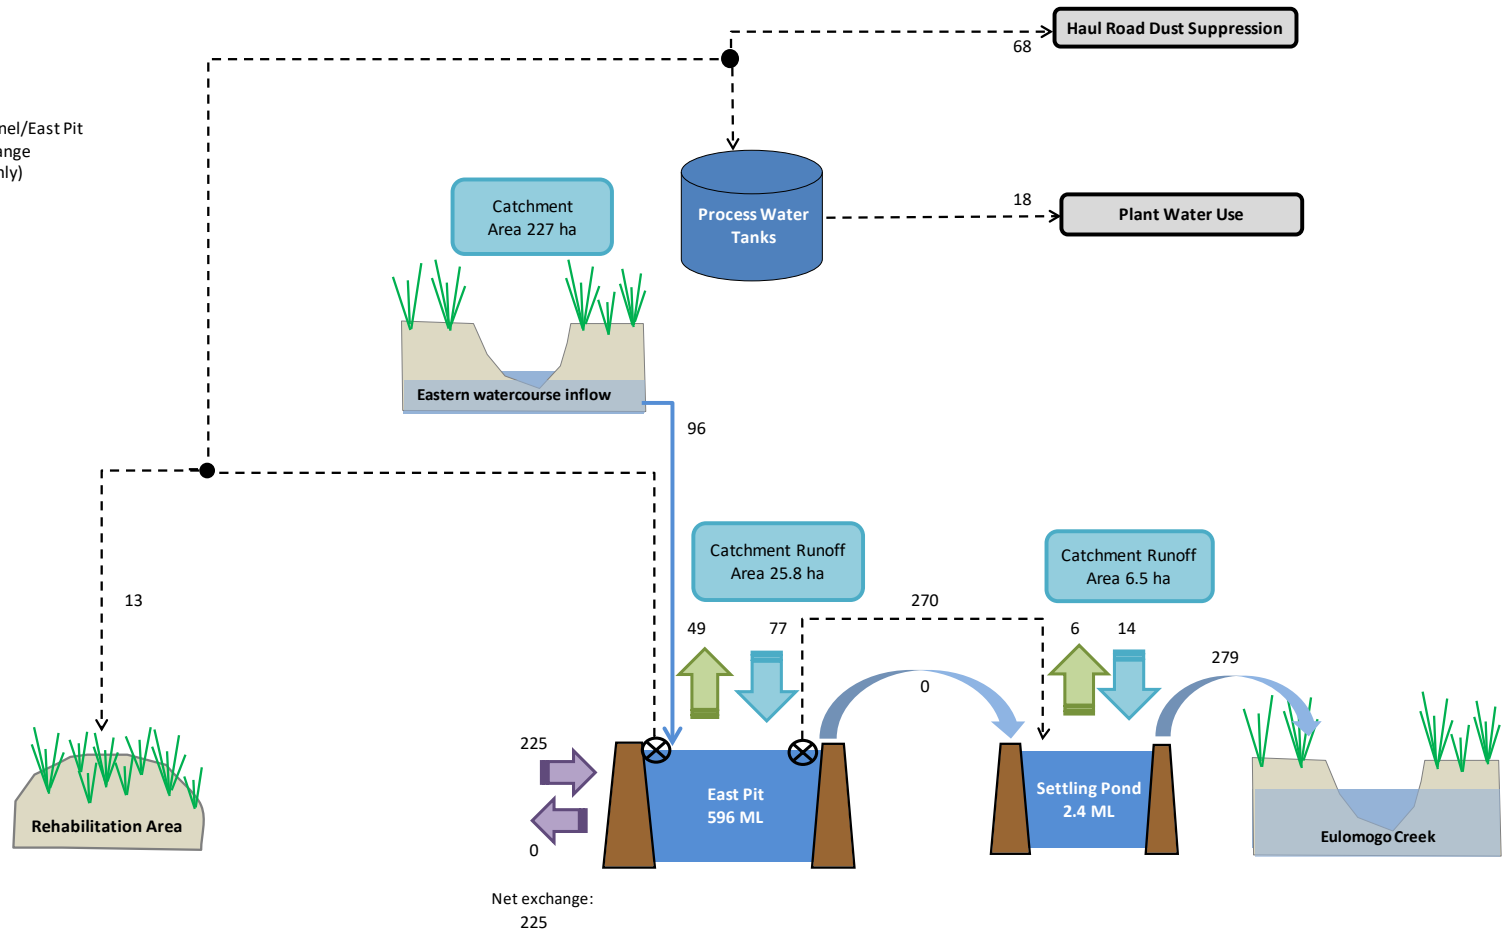 Haul Road Dust Suppression
68
nel/East Pit
ange
nly)
Catchment
Area 227 ha
Process Water
Tanks
18
Plant Water Use
Eastern watercourse inflow
96
Catchment Runoff
Area 25.8 ha
Catchment Runoff
Area 6.5 ha
13
270
49
77
6
14
279
0
225
East Pit
596 ML
Settling Pond
2.4 ML
Rehabilitation Area
Eulomogo Creek
0
Net exchange:
225